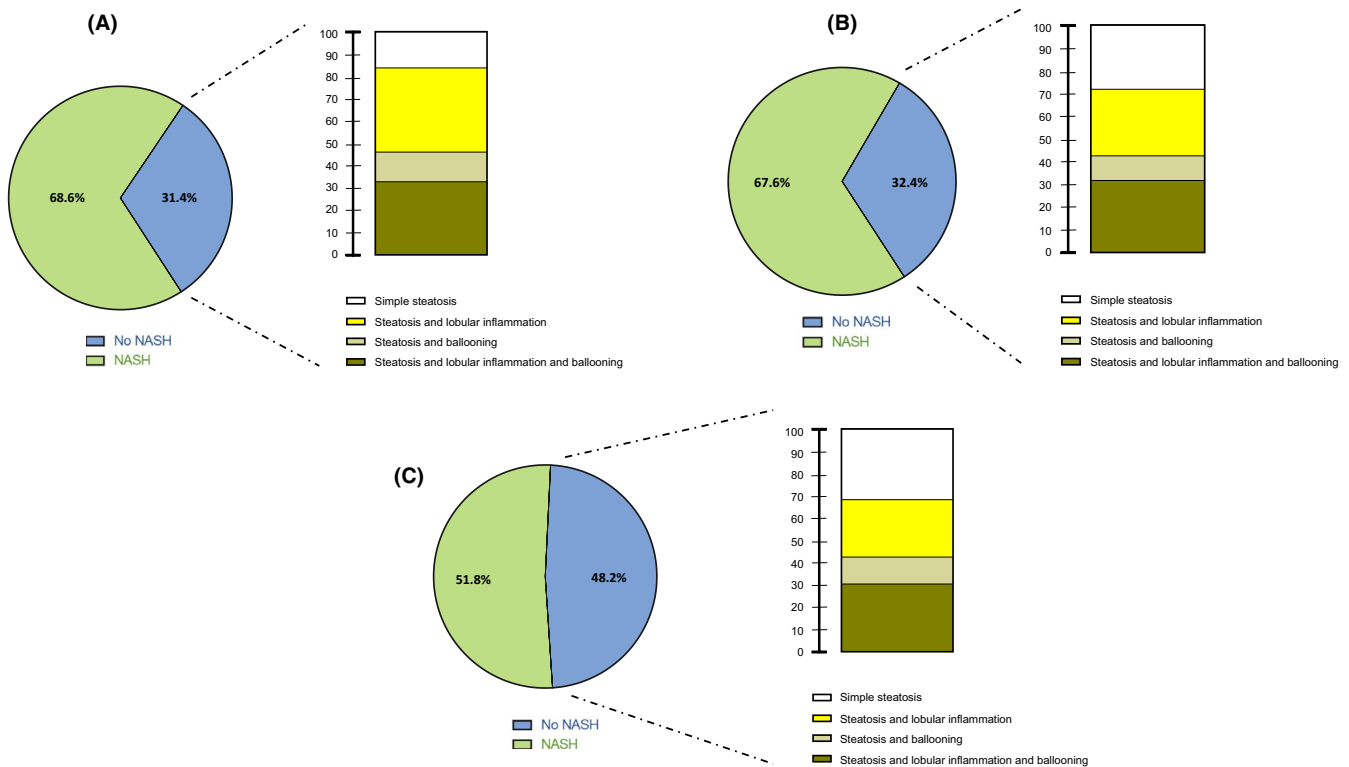 (A)
100
90
80
70
60
50
40
30
20
10
0
68.6%
31.4%
No NASH
NASH
Simple steatosis
Steatosis and lobular inflammation
Steatosis and ballooning
Steatosis and lobular inflammation and ballooning
(B)
100
90
80
70
60
50
40
30
20
10
0
67.6%
32.4%
No NASH
NASH
Simple steatosis
Steatosis and lobular inflammation
Steatosis and ballooning
Steatosis and lobular inflammation and ballooning
(C)
100
90
80
70
60
50
40
30
20
10
0
51.8%
48.2%
No NASH
NASH
Simple steatosis
Steatosis and lobular inflammation
Steatosis and ballooning
Steatosis and lobular inflammation and ballooning